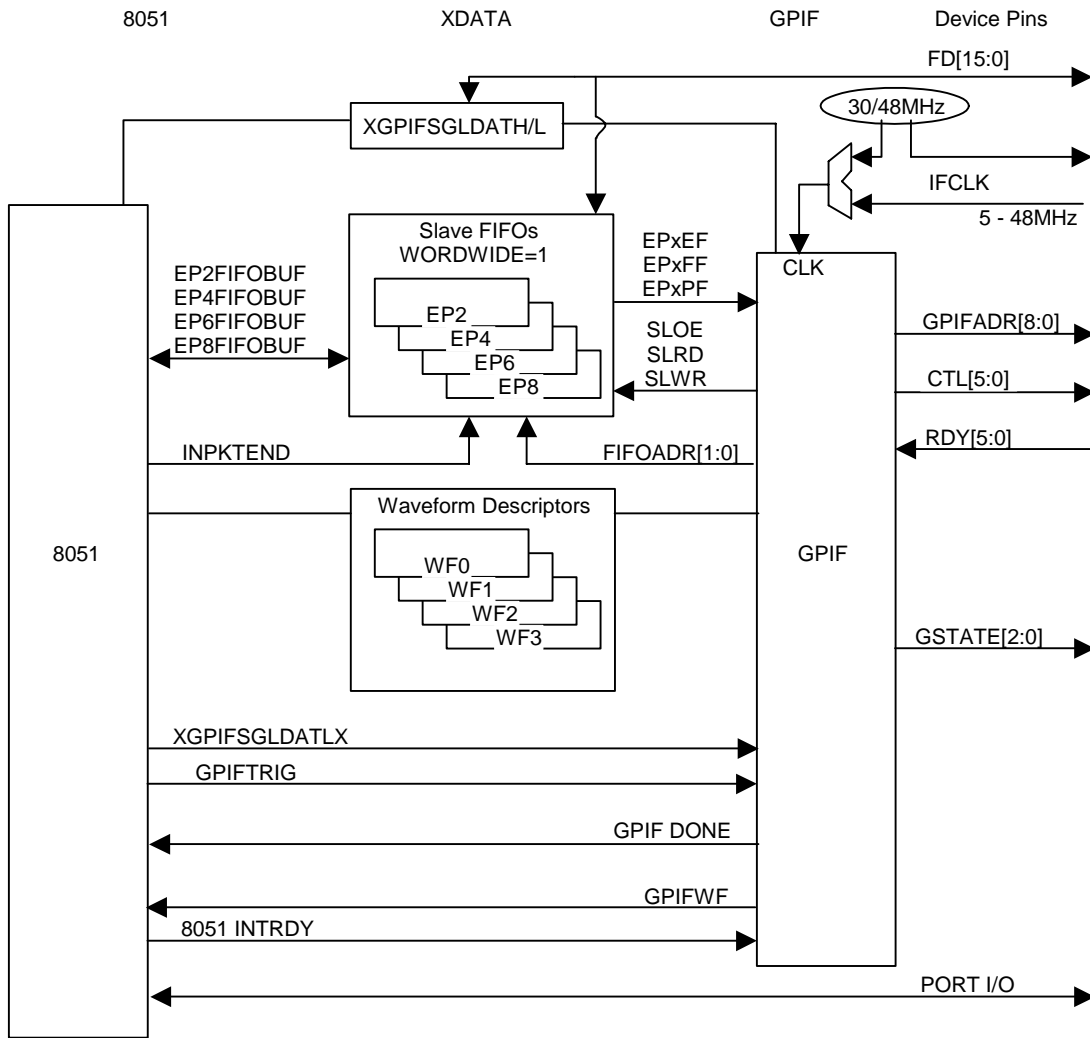 8051
XDATA
GPIF
Device Pins
FD[15:0]
30/48MHz
XGPIFSGLDATH/L
IFCLK
5 - 48MHz
Slave FIFOs
WORDWIDE=1
EP2
EP4
EP6
EP8
EP2FIFOBUF
EP4FIFOBUF
EP6FIFOBUF
EP8FIFOBUF
EPxEF
EPxFF
EPxPF
SLOE
SLRD
SLWR
CLK
GPIFADR[8:0]
CTL[5:0]
RDY[5:0]
INPKTEND
FIFOADR[1:0]
Waveform Descriptors
WF0
WF1
WF2
WF3
8051
GPIF
GSTATE[2:0]
XGPIFSGLDATLX
GPIFTRIG
GPIF DONE
GPIFWF
8051 INTRDY
PORT I/O